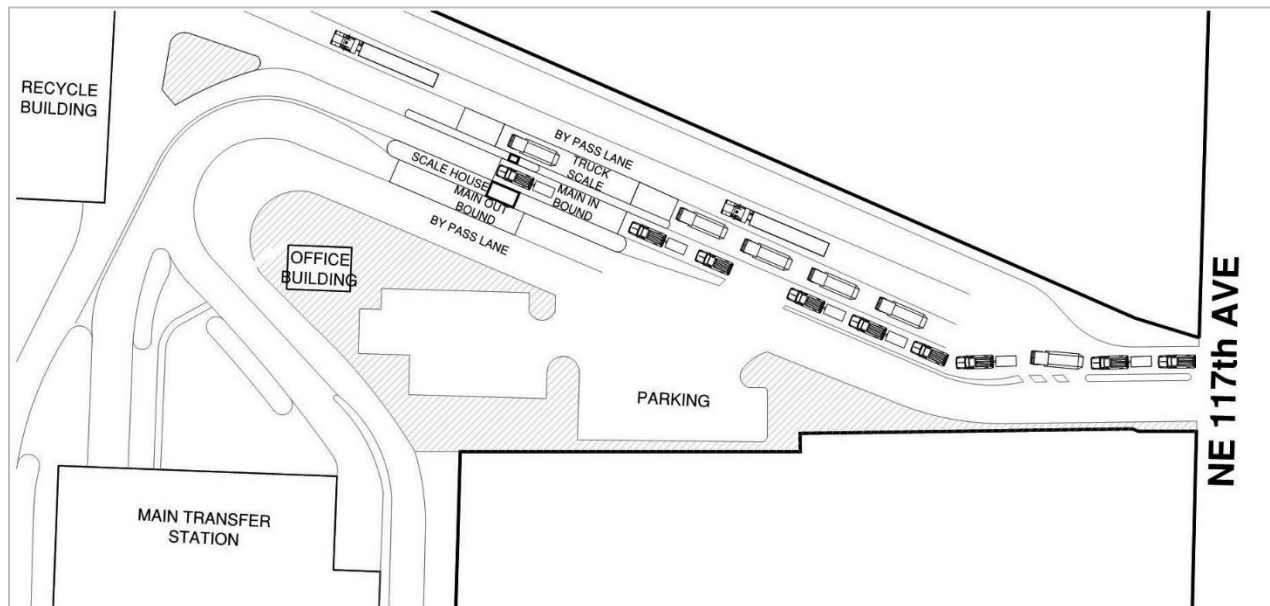 RECYCLE
BUILDING
BY PASS LANE
TRUCK
SCALE
SCALE HOUSE
MAIN IN
BOUND
MAIN OUT
BOUND
BY PASS LANE
OFFICE
BUILDING
PARKING
NE 117th AVE
MAIN TRANSFER
STATION